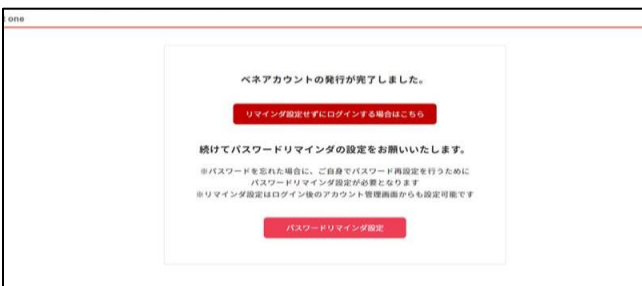 one
ベネアカウントの発行が完了しました。
リマインダ設定せずにログインする場合はこちら
続けてパスワードリマインダの設定をお願いいたします。
※パスワードを忘れた場合に、ご自身でパスワード再設定を行うために
パスワードリマインダ設定が必要となります
※リマインダ設定はログイン後のアカウント管理画面からも設定可能です
パスワードリマインダ設定